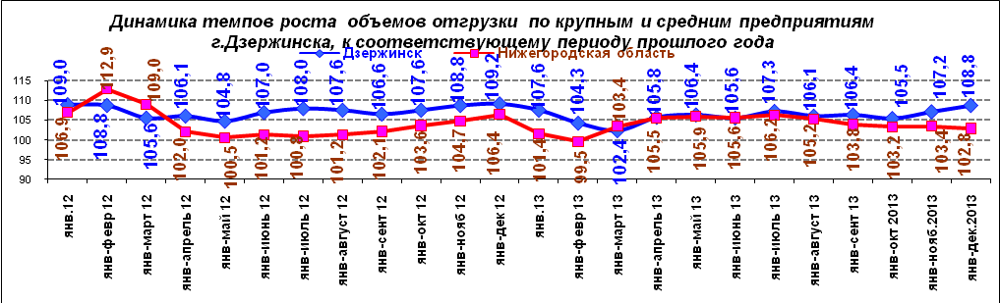 Динамика темпов роста объемов отгрузки по крупным и средним предприятиям
г.Дзержинска, к соответствующему периоду прошлого года
Дзержинск
Нижегородская область
115
110
105
100
95
90
109,0
108,8
105,6
106,1
104,8
107,0
108,0
107,6
106,6
107,6
108,8
109,2
107,6
104,3
102,4
105,8
106,4
105,6
107,3
106,1
106,4
105,5
107,2
108,8
106,9
112,9
109,0
102,0
100,5
101,2
100,8
101,2
102,1
103,6
104,7
106,4
101,4
99,5
103,4
105,5
105,9
105,6
106,2
105,2
103,8
103,2
103,4
102,8
янв.12
янв-февр 12
янв-март 12
янв-апрель 12
янв-май 12
янв-июнь 12
янв-июль 12
янв-август 12
янв-сент 12
янв-окт 12
янв-нояб 12
янв-дек 12
янв.13
янв-февр 13
янв-март 13
янв-апрель 13
янв-май 13
янв-июнь 13
янв-июль 13
янв-август 13
янв-сент 13
янв-окт 2013
янв-нояб.2013
янв-дек.2013